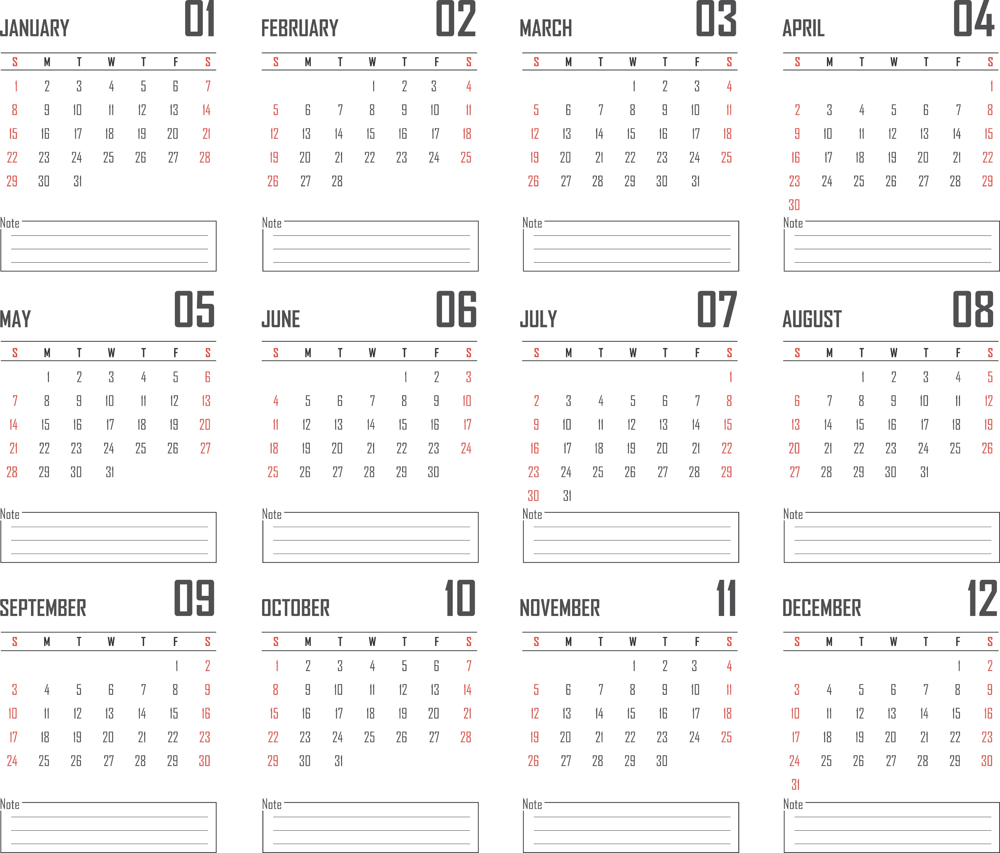 JANUARY 01
S M T W T F S
1 2 3 4 5 6 7
8 9 10 11 12 13 14
15 16 17 18 19 20 21
22 23 24 25 26 27 28
29 30 31
Note
FEBRUARY 02
S M T W T F S
1 2 3 4
5 6 7 8 9 10 11
12 13 14 15 16 17 18
19 20 21 22 23 24 25
26 27 28
Note
MARCH 03
S M T W T F S
1 2 3 4
5 6 7 8 9 10 11
12 13 14 15 16 17 18
19 20 21 22 23 24 25
26 27 28 29 30 31
Note
APRIL 04
S M T W T F S
1
2 3 4 5 6 7 8
9 10 11 12 13 14 15
16 17 18 19 20 21 22
23 24 25 26 27 28 29
30
Note
MAY 05
S M T W T F S
1 2 3 4 5 6
7 8 9 10 11 12 13
14 15 16 17 18 19 20
21 22 23 24 25 26 27
28 29 30 31
Note
JUNE 06
S M T W T F S
1 2 3
4 5 6 7 8 9 10
11 12 13 14 15 16 17
18 19 20 21 22 23 24
25 26 27 28 29 30
Note
JULY 07
S M T W T F S
1
2 3 4 5 6 7 8
9 10 11 12 13 14 15
16 17 18 19 20 21 22
23 24 25 26 27 28 29
30 31
Note
AUGUST 08
S M T W T F S
1 2 3 4 5
6 7 8 9 10 11 12
13 14 15 16 17 18 19
20 21 22 23 24 25 26
27 28 29 30 31
Note
SEPTEMBER 09
S M T W T F S
1 2
3 4 5 6 7 8 9
10 11 12 13 14 15 16
17 18 19 20 21 22 23
24 25 26 27 28 29 30
Note
OCTOBER 10
S M T W T F S
1 2 3 4 5 6 7
8 9 10 11 12 13 14
15 16 17 18 19 20 21
22 23 24 25 26 27 28
29 30 31
Note
NOVEMBER 11
S M T W T F S
1 2 3 4
5 6 7 8 9 10 11
12 13 14 15 16 17 18
19 20 21 22 23 24 25
26 27 28 29 30
Note
DECEMBER 12
S M T W T F S
1 2
3 4 5 6 7 8 9
10 11 12 13 14 15 16
17 18 19 20 21 22 23
24 25 26 27 28 29 30
31
Note